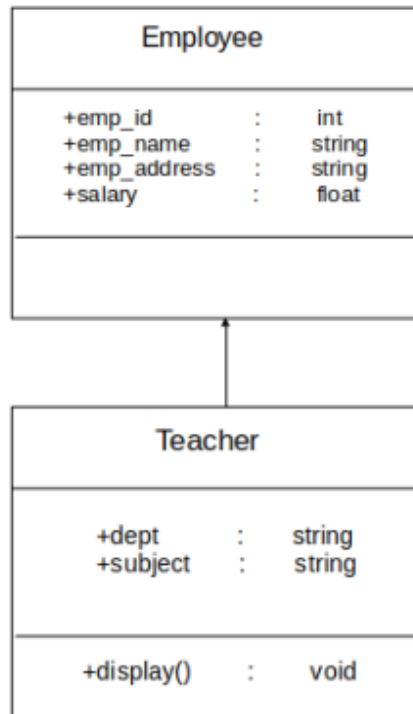 Employee
+emp_id : int
+emp_name : string
+emp_address : string
+salary : float
Teacher
+dept : string
+subject : string
+display() : void